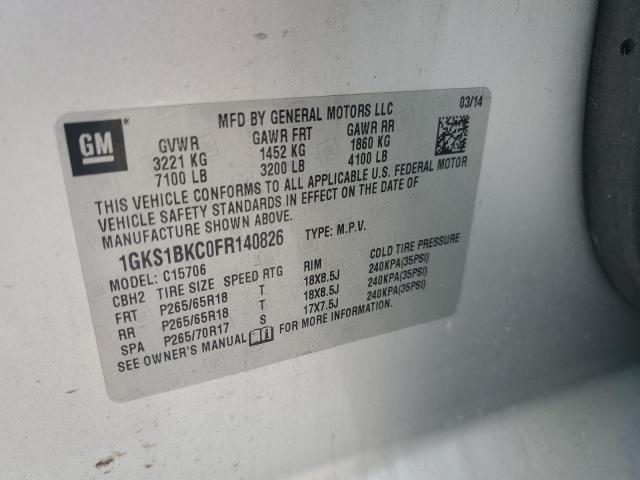 MFD BY GENERAL MOTORS LLC 03/14
GM
GVWR GAWR FRT GAWR RR
3221 KG 1452 KG 1860 KG
7100 LB 3200 LB 4100 LB
THIS VEHICLE CONFORMS TO ALL APPLICABLE U.S. FEDERAL MOTOR
VEHICLE SAFETY STANDARDS IN EFFECT ON THE DATE OF
MANUFACTURE SHOWN ABOVE.
1GKS1BKC0FR140826 TYPE: M.P.V.
MODEL: C15706
CBH2 TIRE SIZE SPEED RTG RIM COLD TIRE PRESSURE
FRT P265/65R18 T 18X8.5J 240KPA(35PSI)
RR P265/65R18 T 18X8.5J 240KPA(35PSI)
SPA P265/70R17 S 17X7.5J 240KPA(35PSI)
SEE OWNER'S MANUAL FOR MORE INFORMATION.